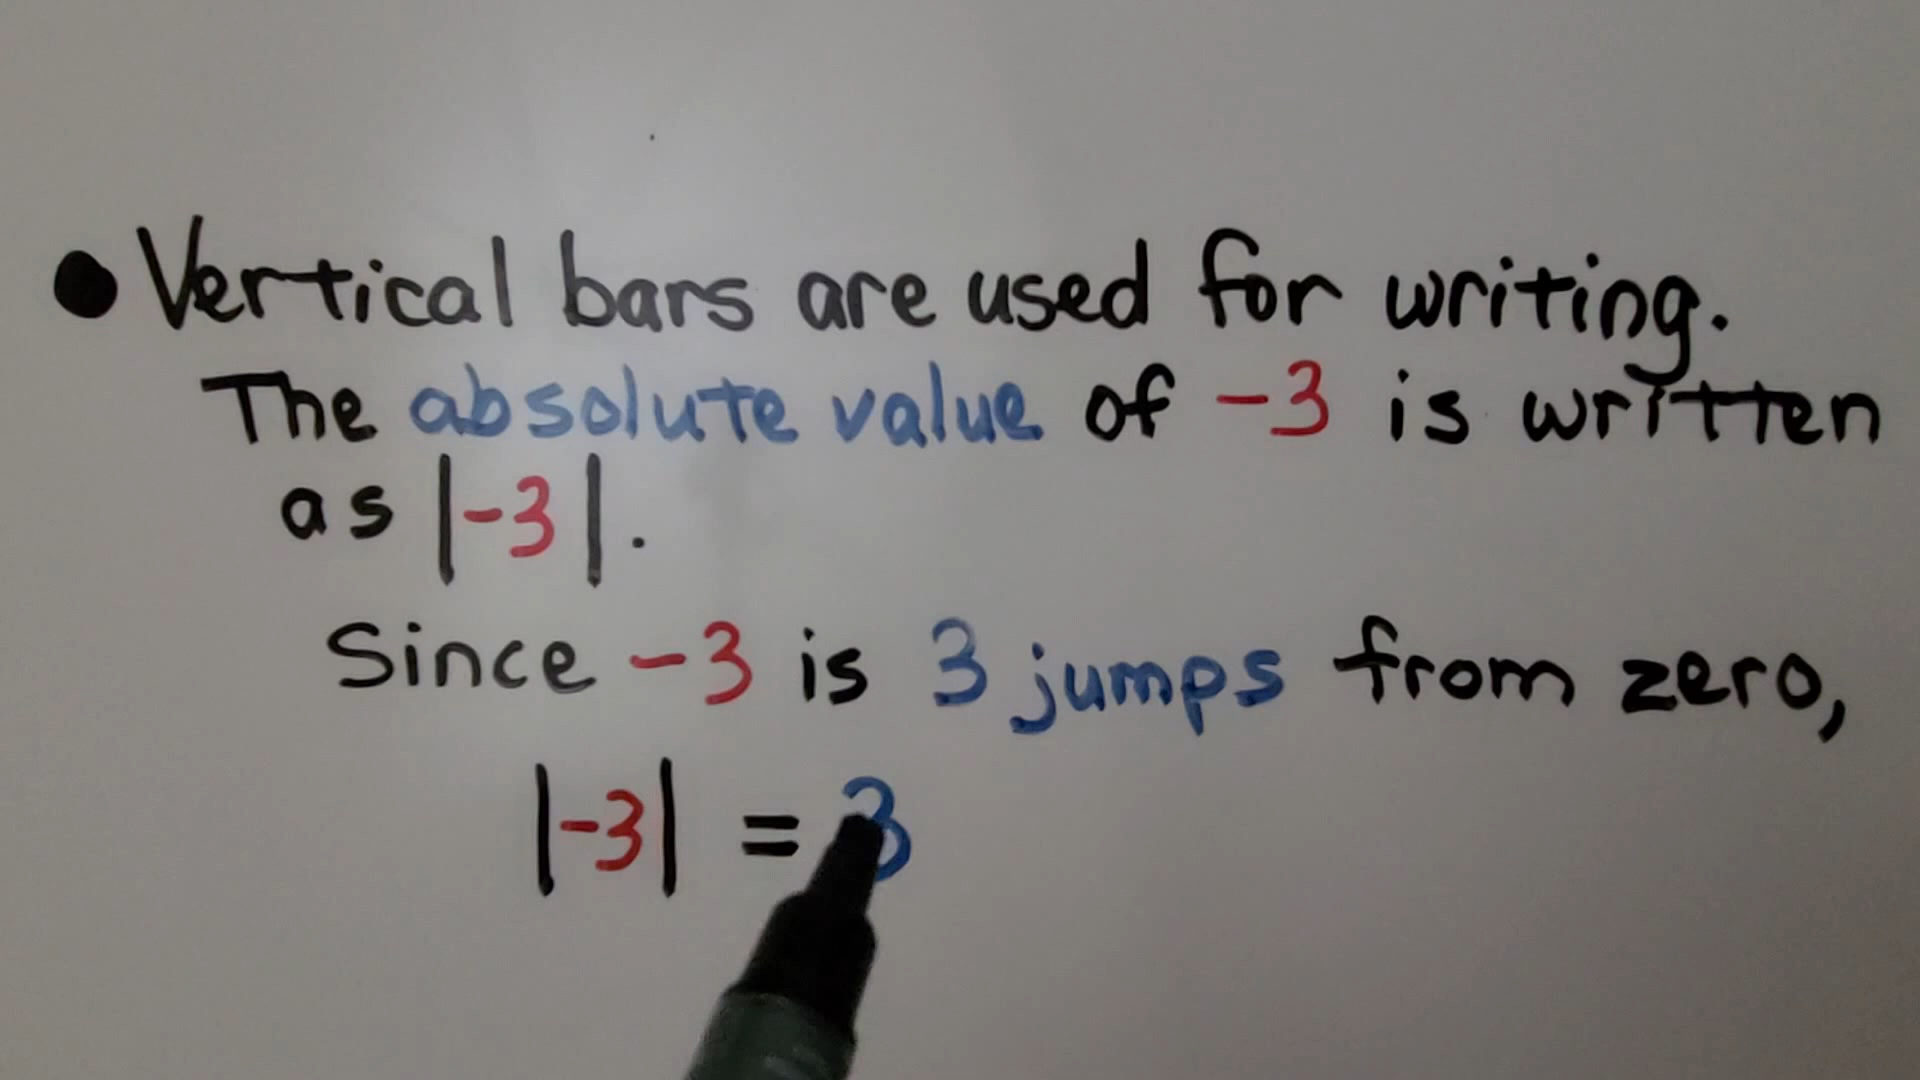 ● Vertical bars are used for writing.
The absolute value of -3 is written
as |-3|.
Since -3 is 3 jumps from zero,
|-3| = 3